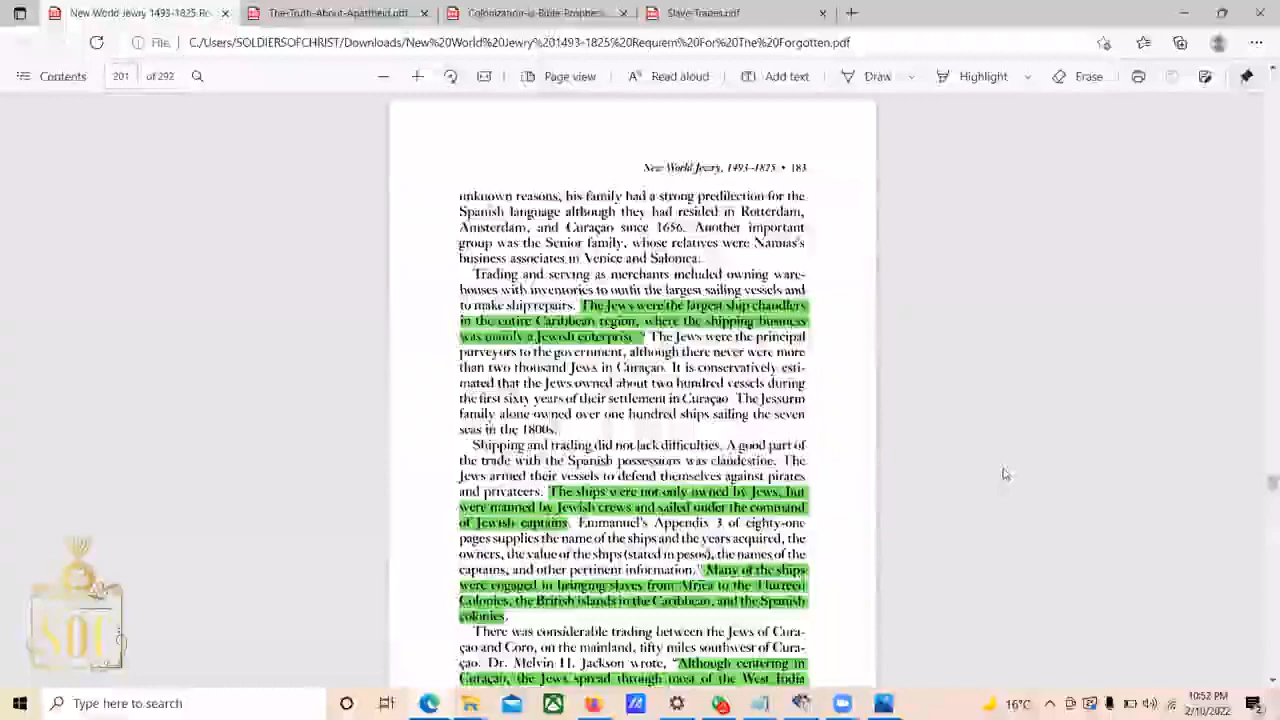 New World Jewry 1493-1825 Re
The-Truth-About-Apartheid.pdf
Colonization-is-Bible-Prophec
Slave-Trades.pdf
File
C:/Users/SOLDIERSOFCHRIST/Downloads/New%20World%20Jewry%201493-1825%20Requiem%20For%20The%20Forgotten.pdf
Contents
201 of 292
Page view
Read aloud
Add text
Draw
Highlight
Erase
New World Jewry, 1493–1825 • 183
unknown reasons, his family had a strong predilection for the
Spanish language although they had resided in Rotterdam,
Amsterdam, and Curaçao since 1656. Another important
group was the Senior family, whose relatives were Namias's
business associates in Venice and Salonica.
Trading and serving as merchants included owning ware-
houses with inventories to outfit the largest sailing vessels and
to make ship repairs. The Jews were the largest ship chandlers
in the entire Caribbean region, where the shipping business
was mainly a Jewish enterprise." The Jews were the principal
purveyors to the government, although there never were more
than two thousand Jews in Curaçao. It is conservatively esti-
mated that the Jews owned about two hundred vessels during
the first sixty years of their settlement in Curaçao. The Jessurm
family alone owned over one hundred ships sailing the seven
seas in the 1800s.
Shipping and trading did not lack difficulties. A good part of
the trade with the Spanish possessions was clandestine. The
Jews armed their vessels to defend themselves against pirates
and privateers. The ships were not only owned by Jews, but
were manned by Jewish crews and sailed under the command
of Jewish captains. Emmanuel's Appendix 3 of eighty-one
pages supplies the name of the ships and the years acquired, the
owners, the value of the ships (stated in pesos), the names of the
captains, and other pertinent information. Many of the ships
were engaged in bringing slaves from Africa to the Thirteen
Colonies, the British islands in the Caribbean, and the Spanish
colonies.
There was considerable trading between the Jews of Cura-
çao and Coro, on the mainland, fifty miles southwest of Cura-
çao. Dr. Melvin H. Jackson wrote, "Although centering in
Curaçao, the Jews spread through most of the West India
SOC
Type here to search
16°C
10:52 PM
2/10/2022